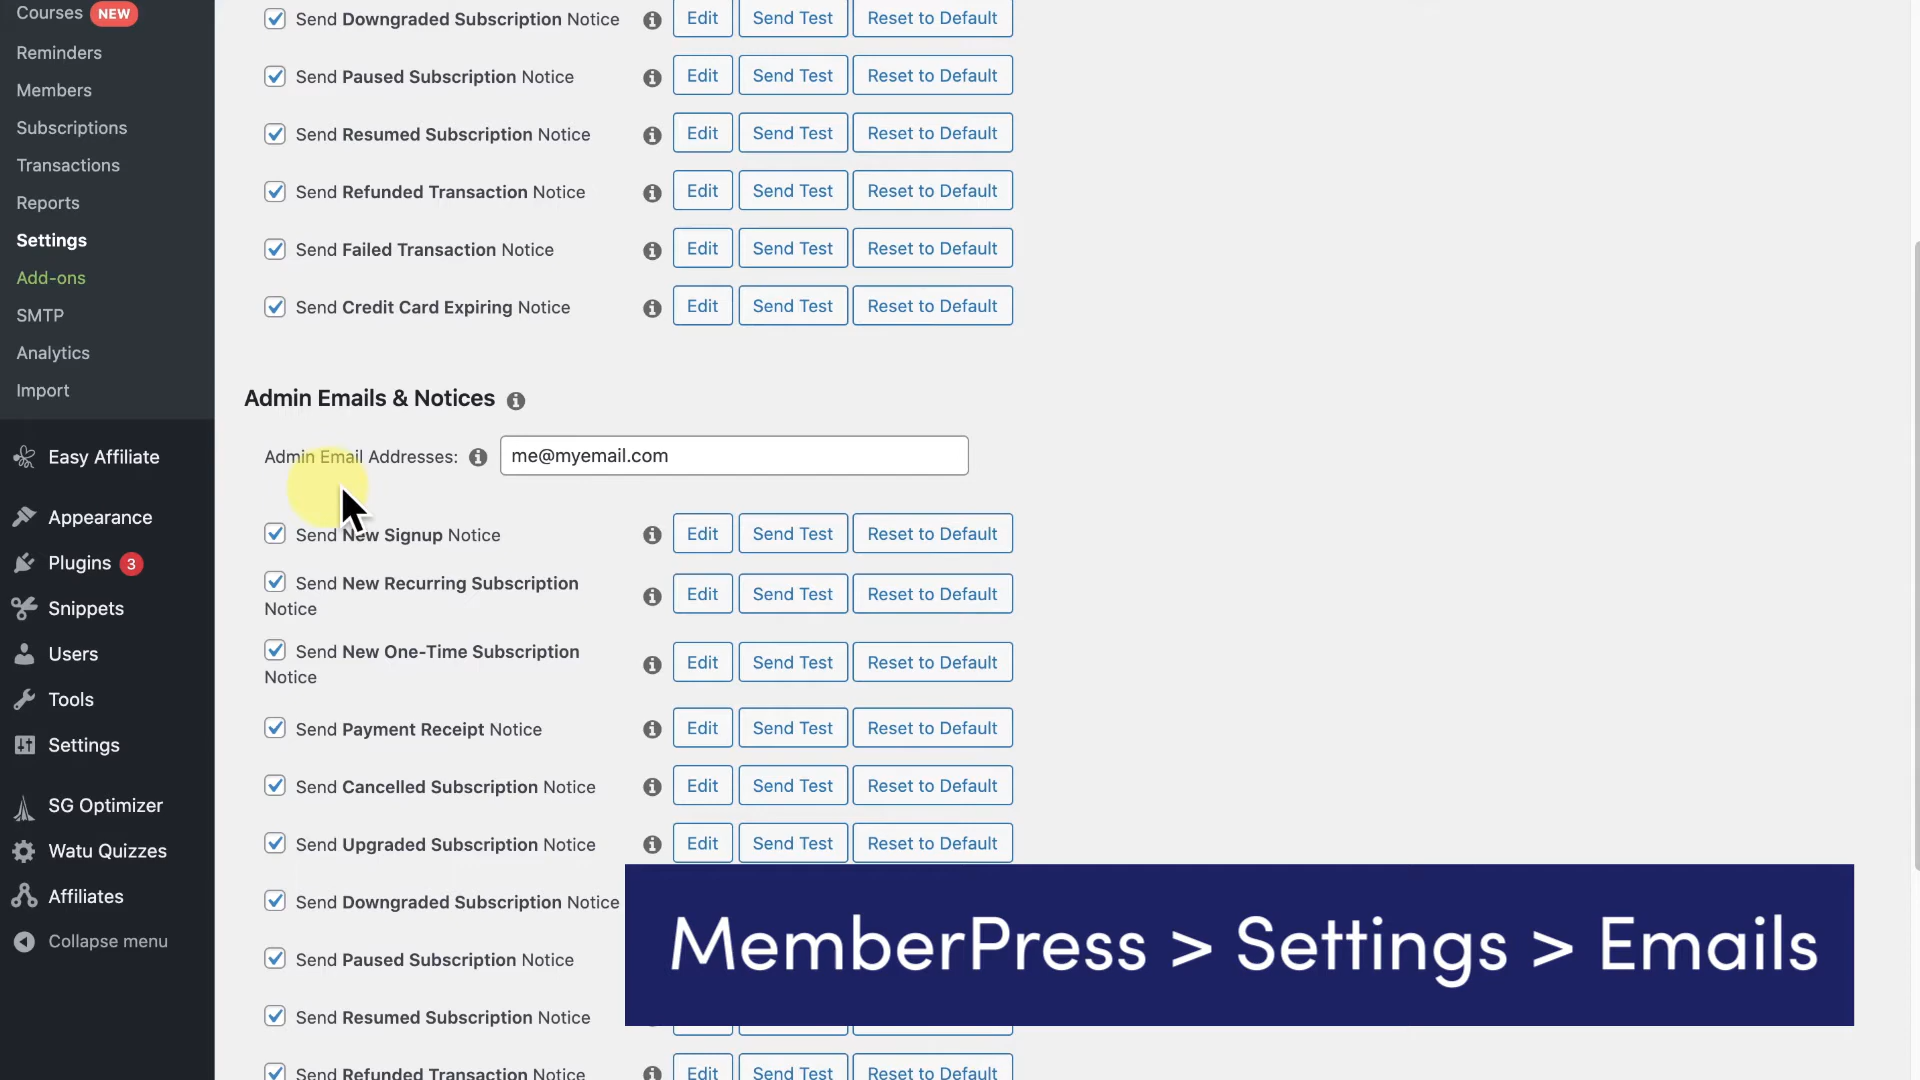 Courses NEW
Reminders
Members
Subscriptions
Transactions
Reports
Settings
Add-ons
SMTP
Analytics
Import
Easy Affiliate
Appearance
Plugins 3
Snippets
Users
Tools
Settings
SG Optimizer
Watu Quizzes
Affiliates
Collapse menu
Send Downgraded Subscription Notice Edit Send Test Reset to Default
Send Paused Subscription Notice Edit Send Test Reset to Default
Send Resumed Subscription Notice Edit Send Test Reset to Default
Send Refunded Transaction Notice Edit Send Test Reset to Default
Send Failed Transaction Notice Edit Send Test Reset to Default
Send Credit Card Expiring Notice Edit Send Test Reset to Default
Admin Emails & Notices
Admin Email Addresses: me@myemail.com
Send New Signup Notice Edit Send Test Reset to Default
Send New Recurring Subscription
Notice Edit Send Test Reset to Default
Send New One-Time Subscription
Notice Edit Send Test Reset to Default
Send Payment Receipt Notice Edit Send Test Reset to Default
Send Cancelled Subscription Notice Edit Send Test Reset to Default
Send Upgraded Subscription Notice Edit Send Test Reset to Default
Send Downgraded Subscription Notice
Send Paused Subscription Notice
Send Resumed Subscription Notice
Send Refunded Transaction Notice Edit Send Test Reset to Default
MemberPress > Settings > Emails